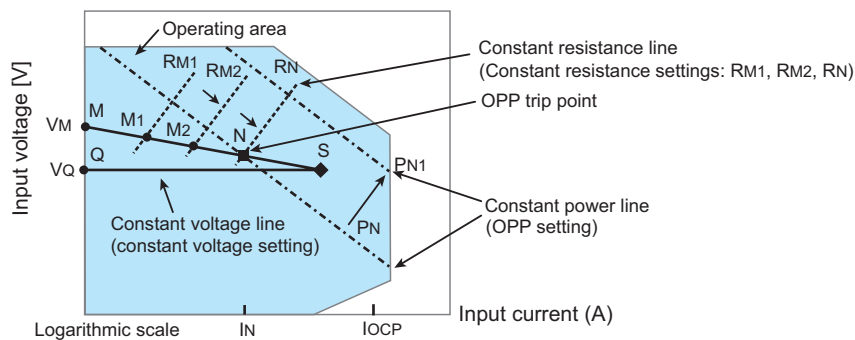 Operating area
Constant resistance line
(Constant resistance settings: RM1, RM2, RN)
OPP trip point
RM1
RM2
RN
Input voltage [V]
VM
M
M1
M2
N
S
VQ
Q
PN1
PN
Constant voltage line
(constant voltage setting)
Constant power line
(OPP setting)
Logarithmic scale
IN
IOCP
Input current (A)